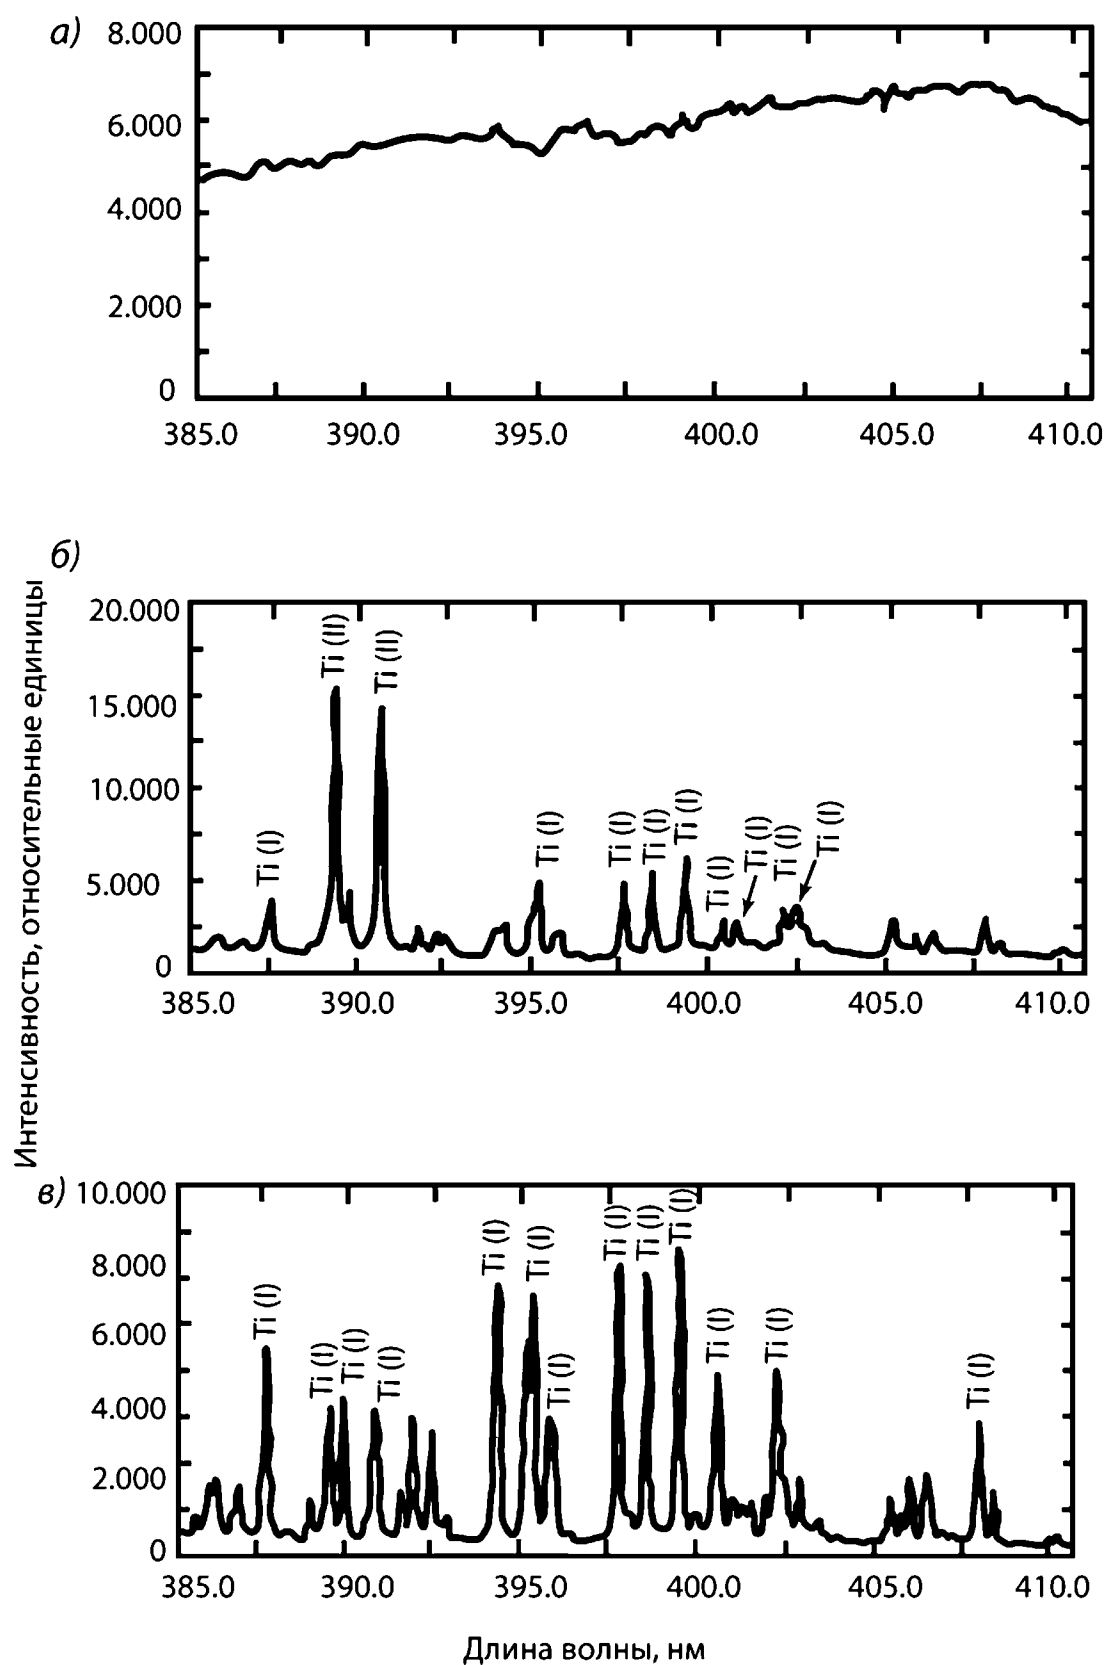 а)
8.000
6.000
4.000
2.000
0
385.0 390.0 395.0 400.0 405.0 410.0
Интенсивность, относительные единицы
б)
20.000
15.000
10.000
5.000
0
Ti (I)
Ti (II)
Ti (II)
Ti (I)
Ti (I)
Ti (I)
Ti (I)
Ti (I)
Ti (I)
Ti (I)
Ti (I)
385.0 390.0 395.0 400.0 405.0 410.0
в)
10.000
8.000
6.000
4.000
2.000
0
Ti (I)
Ti (I)
Ti (I)
Ti (I)
Ti (I)
Ti (I)
Ti (I)
Ti (I)
Ti (I)
Ti (I)
Ti (I)
Ti (I)
Ti (I)
385.0 390.0 395.0 400.0 405.0 410.0
Длина волны, нм